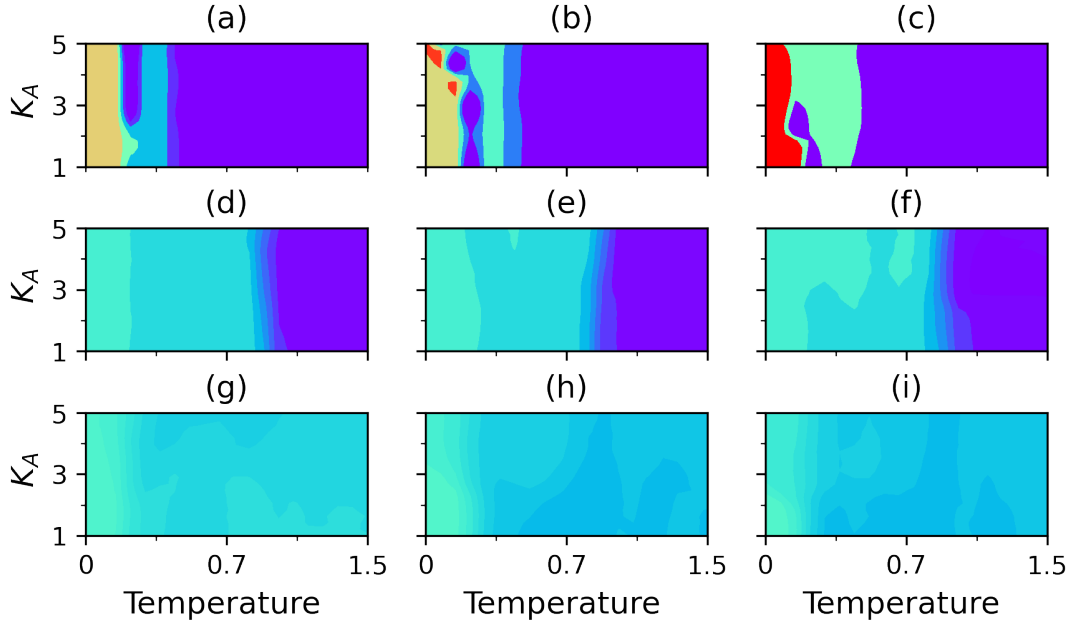 (a) (b) (c)
K_A 5 3 1
(d) (e) (f)
K_A 5 3 1
(g) (h) (i)
K_A 5 3 1
0 0.7 1.5 0 0.7 1.5 0 0.7 1.5
Temperature Temperature Temperature